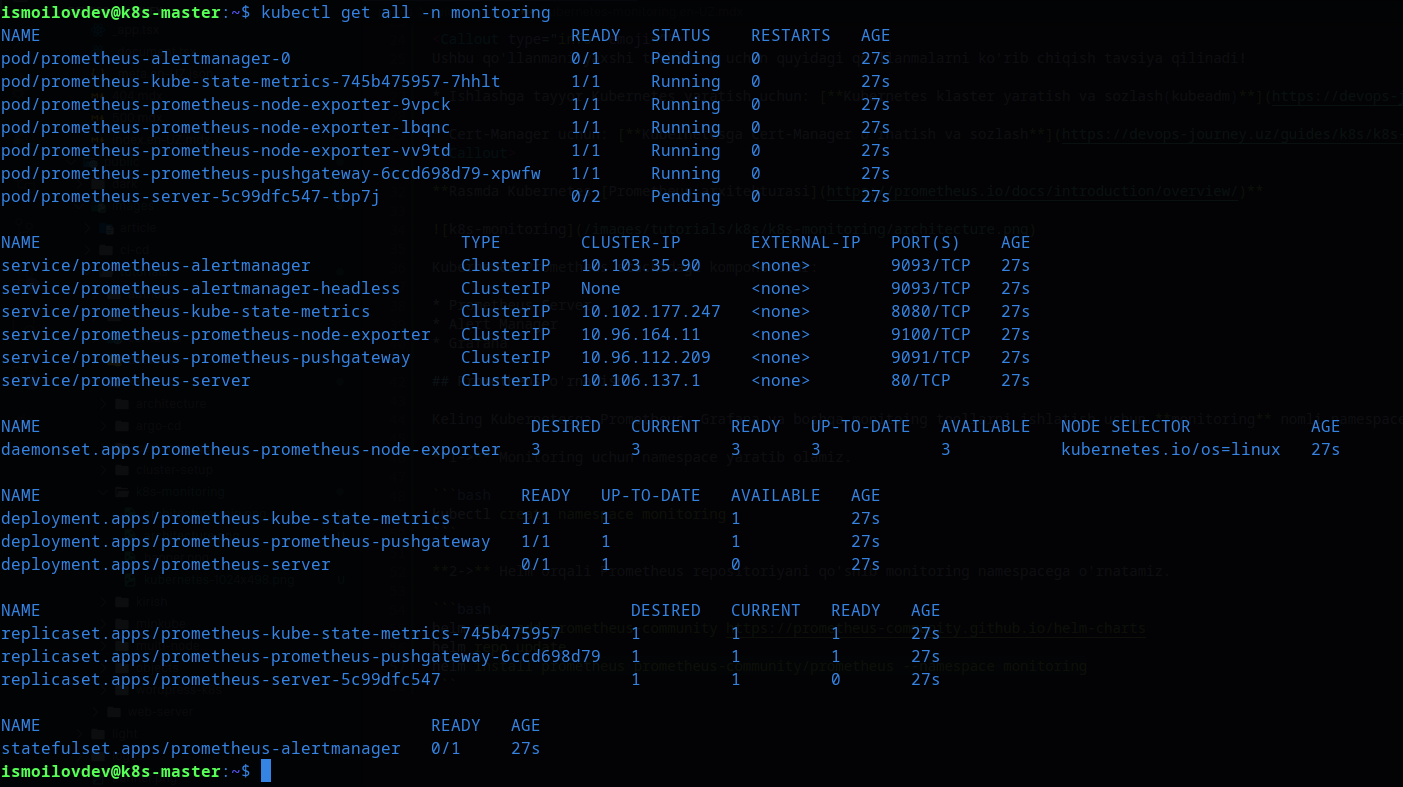 ismoilovdev@k8s-master:~$ kubectl get all -n monitoring
NAME READY STATUS RESTARTS AGE
pod/prometheus-alertmanager-0 0/1 Pending 0 27s
pod/prometheus-kube-state-metrics-745b475957-7hhlt 1/1 Running 0 27s
pod/prometheus-prometheus-node-exporter-9vpck 1/1 Running 0 27s
pod/prometheus-prometheus-node-exporter-lbqnc 1/1 Running 0 27s
pod/prometheus-prometheus-node-exporter-vv9td 1/1 Running 0 27s
pod/prometheus-prometheus-pushgateway-6ccd698d79-xpwfw 1/1 Running 0 27s
pod/prometheus-server-5c99dfc547-tbp7j 0/2 Pending 0 27s
NAME TYPE CLUSTER-IP EXTERNAL-IP PORT(S) AGE
service/prometheus-alertmanager ClusterIP 10.103.35.90 <none> 9093/TCP 27s
service/prometheus-alertmanager-headless ClusterIP None <none> 9093/TCP 27s
service/prometheus-kube-state-metrics ClusterIP 10.102.177.247 <none> 8080/TCP 27s
service/prometheus-prometheus-node-exporter ClusterIP 10.96.164.11 <none> 9100/TCP 27s
service/prometheus-prometheus-pushgateway ClusterIP 10.96.112.209 <none> 9091/TCP 27s
service/prometheus-server ClusterIP 10.106.137.1 <none> 80/TCP 27s
NAME DESIRED CURRENT READY UP-TO-DATE AVAILABLE NODE SELECTOR AGE
daemonset.apps/prometheus-prometheus-node-exporter 3 3 3 3 3 kubernetes.io/os=linux 27s
NAME READY UP-TO-DATE AVAILABLE AGE
deployment.apps/prometheus-kube-state-metrics 1/1 1 1 27s
deployment.apps/prometheus-prometheus-pushgateway 1/1 1 1 27s
deployment.apps/prometheus-server 0/1 1 0 27s
NAME DESIRED CURRENT READY AGE
replicaset.apps/prometheus-kube-state-metrics-745b475957 1 1 1 27s
replicaset.apps/prometheus-prometheus-pushgateway-6ccd698d79 1 1 1 27s
replicaset.apps/prometheus-server-5c99dfc547 1 1 0 27s
NAME READY AGE
statefulset.apps/prometheus-alertmanager 0/1 27s
ismoilovdev@k8s-master:~$